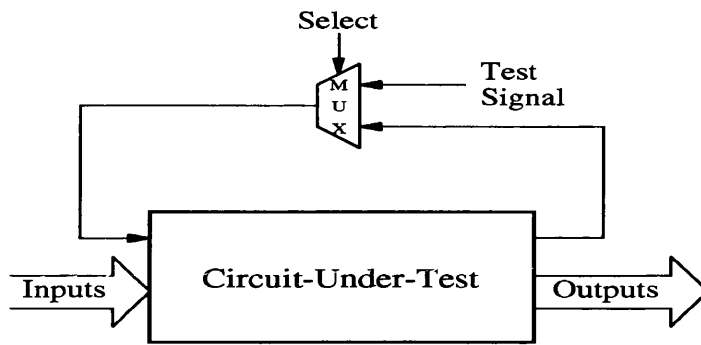 Select
Test
Signal
M
U
X
Circuit-Under-Test
Inputs
Outputs